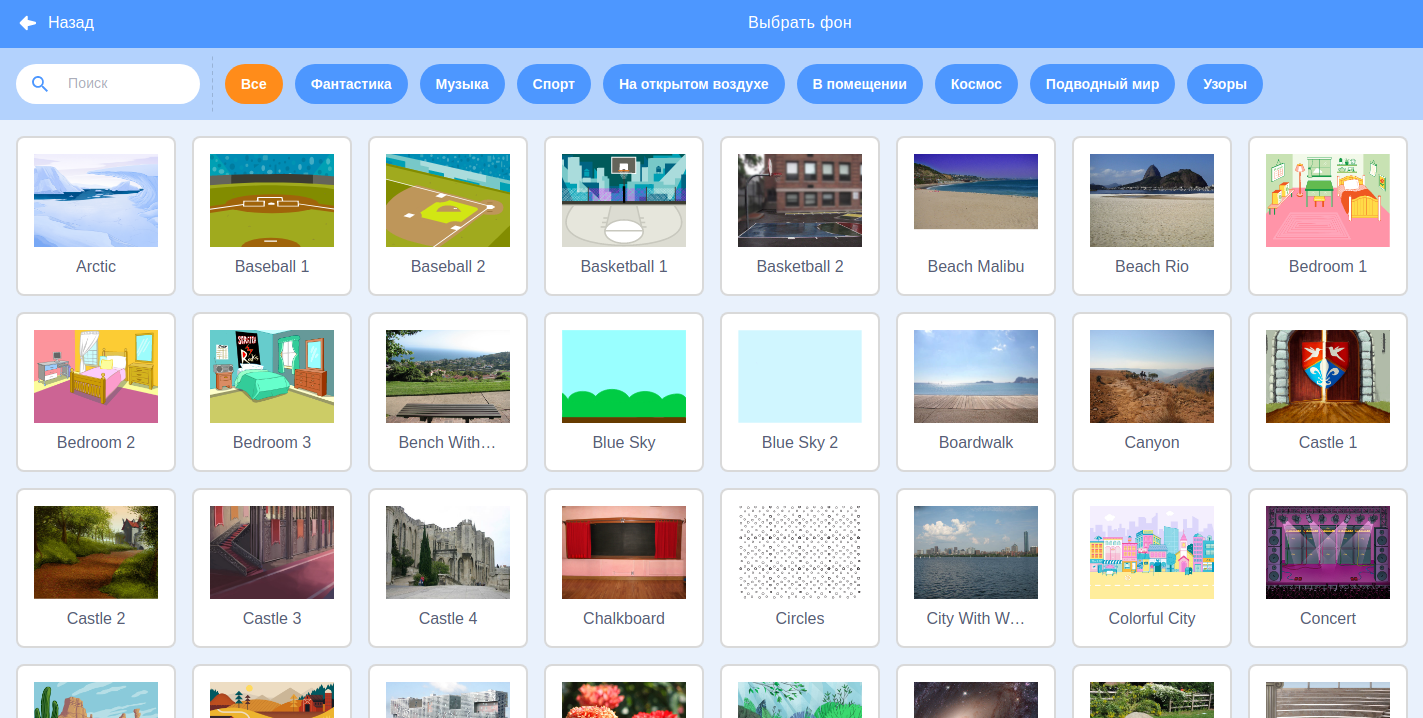 Назад
Выбрать фон
Поиск
Все
Фантастика
Музыка
Спорт
На открытом воздухе
В помещении
Космос
Подводный мир
Узоры
Arctic
Baseball 1
Baseball 2
Basketball 1
Basketball 2
Beach Malibu
Beach Rio
Bedroom 1
Bedroom 2
Bedroom 3
Bench With…
Blue Sky
Blue Sky 2
Boardwalk
Canyon
Castle 1
Castle 2
Castle 3
Castle 4
Chalkboard
Circles
City With W…
Colorful City
Concert